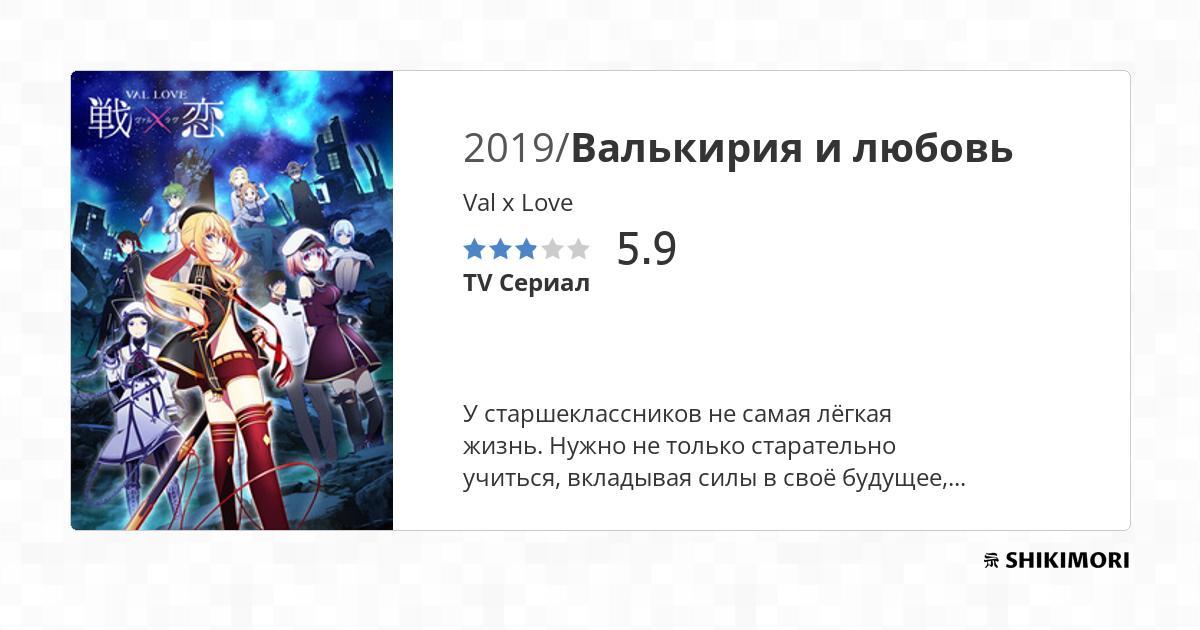 VAL LOVE
戦×恋
ヴァル ラヴ
2019/Валькирия и любовь
Val x Love
5.9
TV Сериал
У старшеклассников не самая лёгкая
жизнь. Нужно не только старательно
учиться, вкладывая силы в своё будущее,...
SHIKIMORI